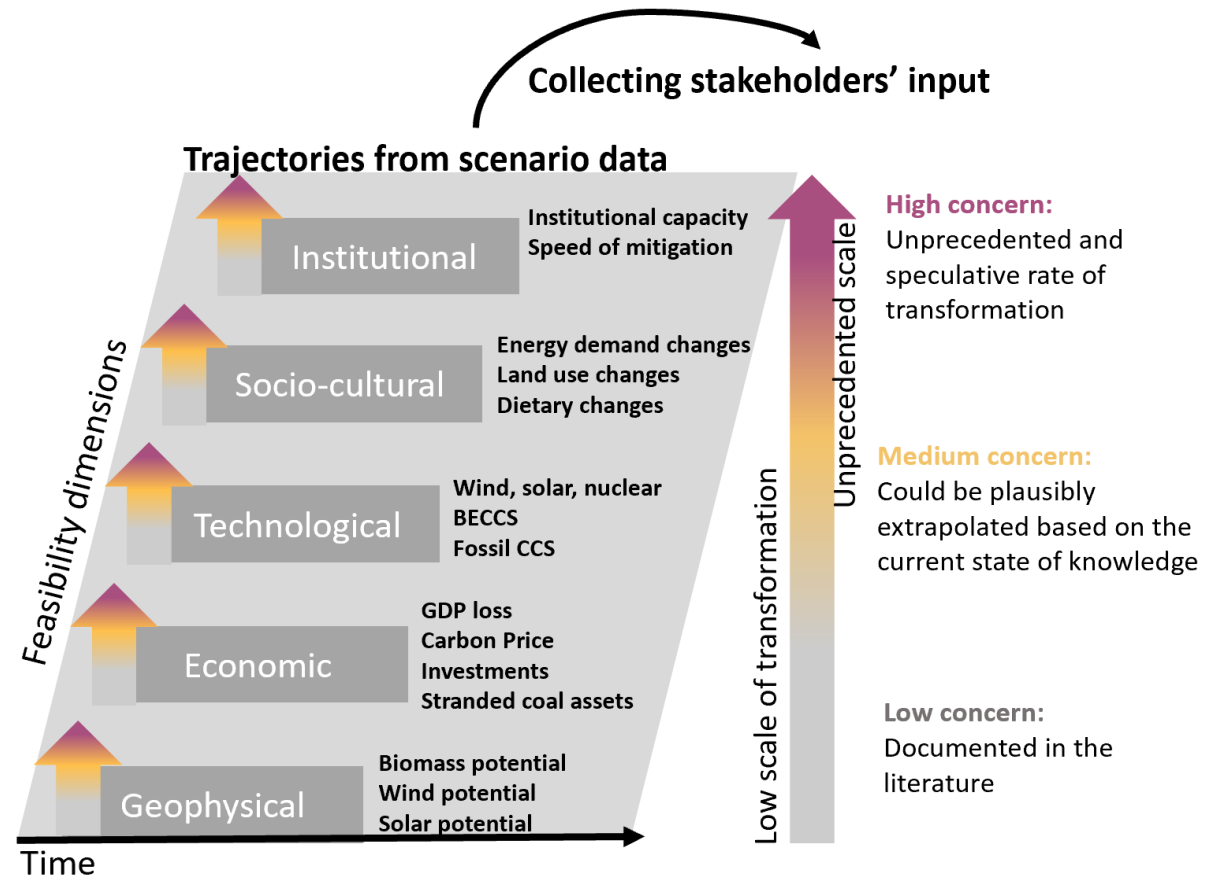 Collecting stakeholders’ input
Trajectories from scenario data
Feasibility dimensions
Institutional
Institutional capacity
Speed of mitigation
Socio-cultural
Energy demand changes
Land use changes
Dietary changes
Technological
Wind, solar, nuclear
BECCS
Fossil CCS
Economic
GDP loss
Carbon Price
Investments
Stranded coal assets
Geophysical
Biomass potential
Wind potential
Solar potential
Time
Low scale of transformation
Unprecedented scale
High concern:
Unprecedented and
speculative rate of
transformation
Medium concern:
Could be plausibly
extrapolated based on the
current state of knowledge
Low concern:
Documented in the
literature